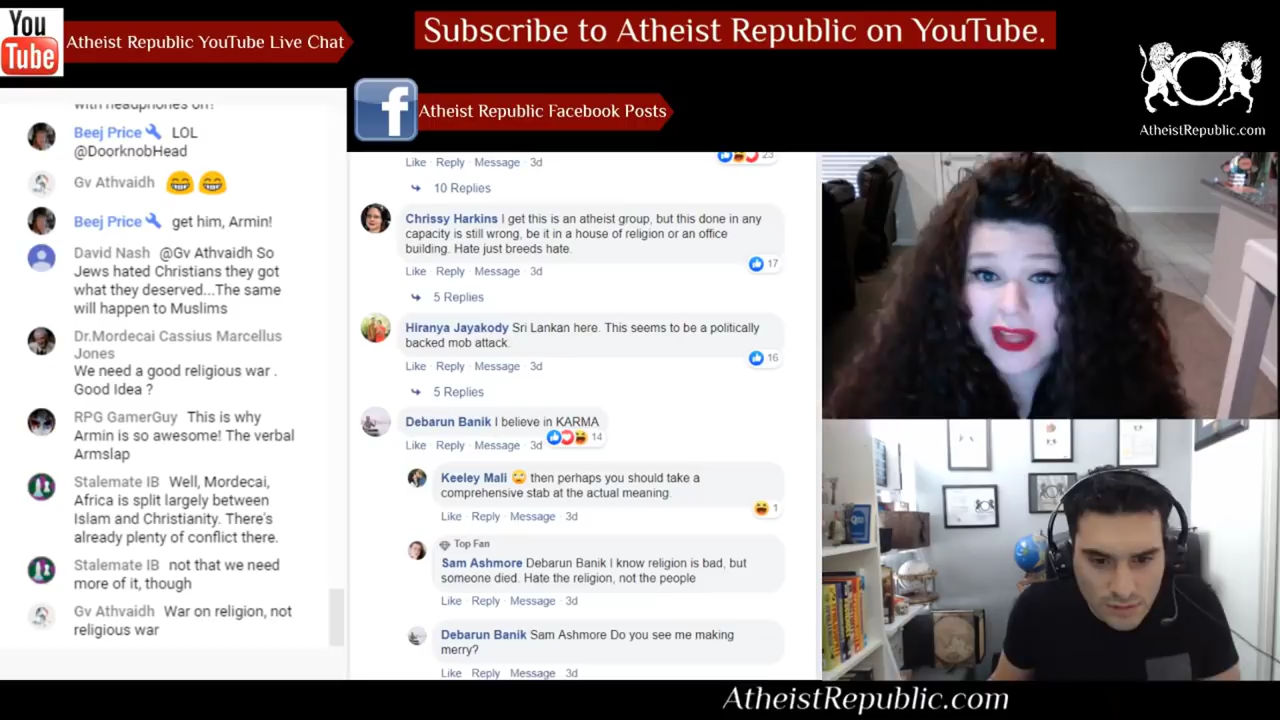 You
Tube
Atheist Republic YouTube Live Chat
Subscribe to Atheist Republic on YouTube.
AtheistRepublic.com
f
Atheist Republic Facebook Posts
with headphones on!
Beej Price LOL
@DoorknobHead
Gv Athvaidh
Beej Price get him, Armin!
David Nash @Gv Athvaidh So
Jews hated Christians they got
what they deserved...The same
will happen to Muslims
Dr.Mordecai Cassius Marcellus
Jones
We need a good religious war .
Good Idea ?
RPG GamerGuy This is why
Armin is so awesome! The verbal
Armslap
Stalemate IB Well, Mordecai,
Africa is split largely between
Islam and Christianity. There's
already plenty of conflict there.
Stalemate IB not that we need
more of it, though
Gv Athvaidh War on religion, not
religious war
Like · Reply · Message · 3d
23
10 Replies
Chrissy Harkins I get this is an atheist group, but this done in any
capacity is still wrong, be it in a house of religion or an office
building. Hate just breeds hate.
Like · Reply · Message · 3d
17
5 Replies
Hiranya Jayakody Sri Lankan here. This seems to be a politically
backed mob attack.
Like · Reply · Message · 3d
16
5 Replies
Debarun Banik I believe in KARMA
Like · Reply · Message · 3d
14
Keeley Mali then perhaps you should take a
comprehensive stab at the actual meaning.
1
Like · Reply · Message · 3d
Top Fan
Sam Ashmore Debarun Banik I know religion is bad, but
someone died. Hate the religion, not the people
Like · Reply · Message · 3d
Debarun Banik Sam Ashmore Do you see me making
merry?
Like · Reply · Message · 3d
AtheistRepublic.com